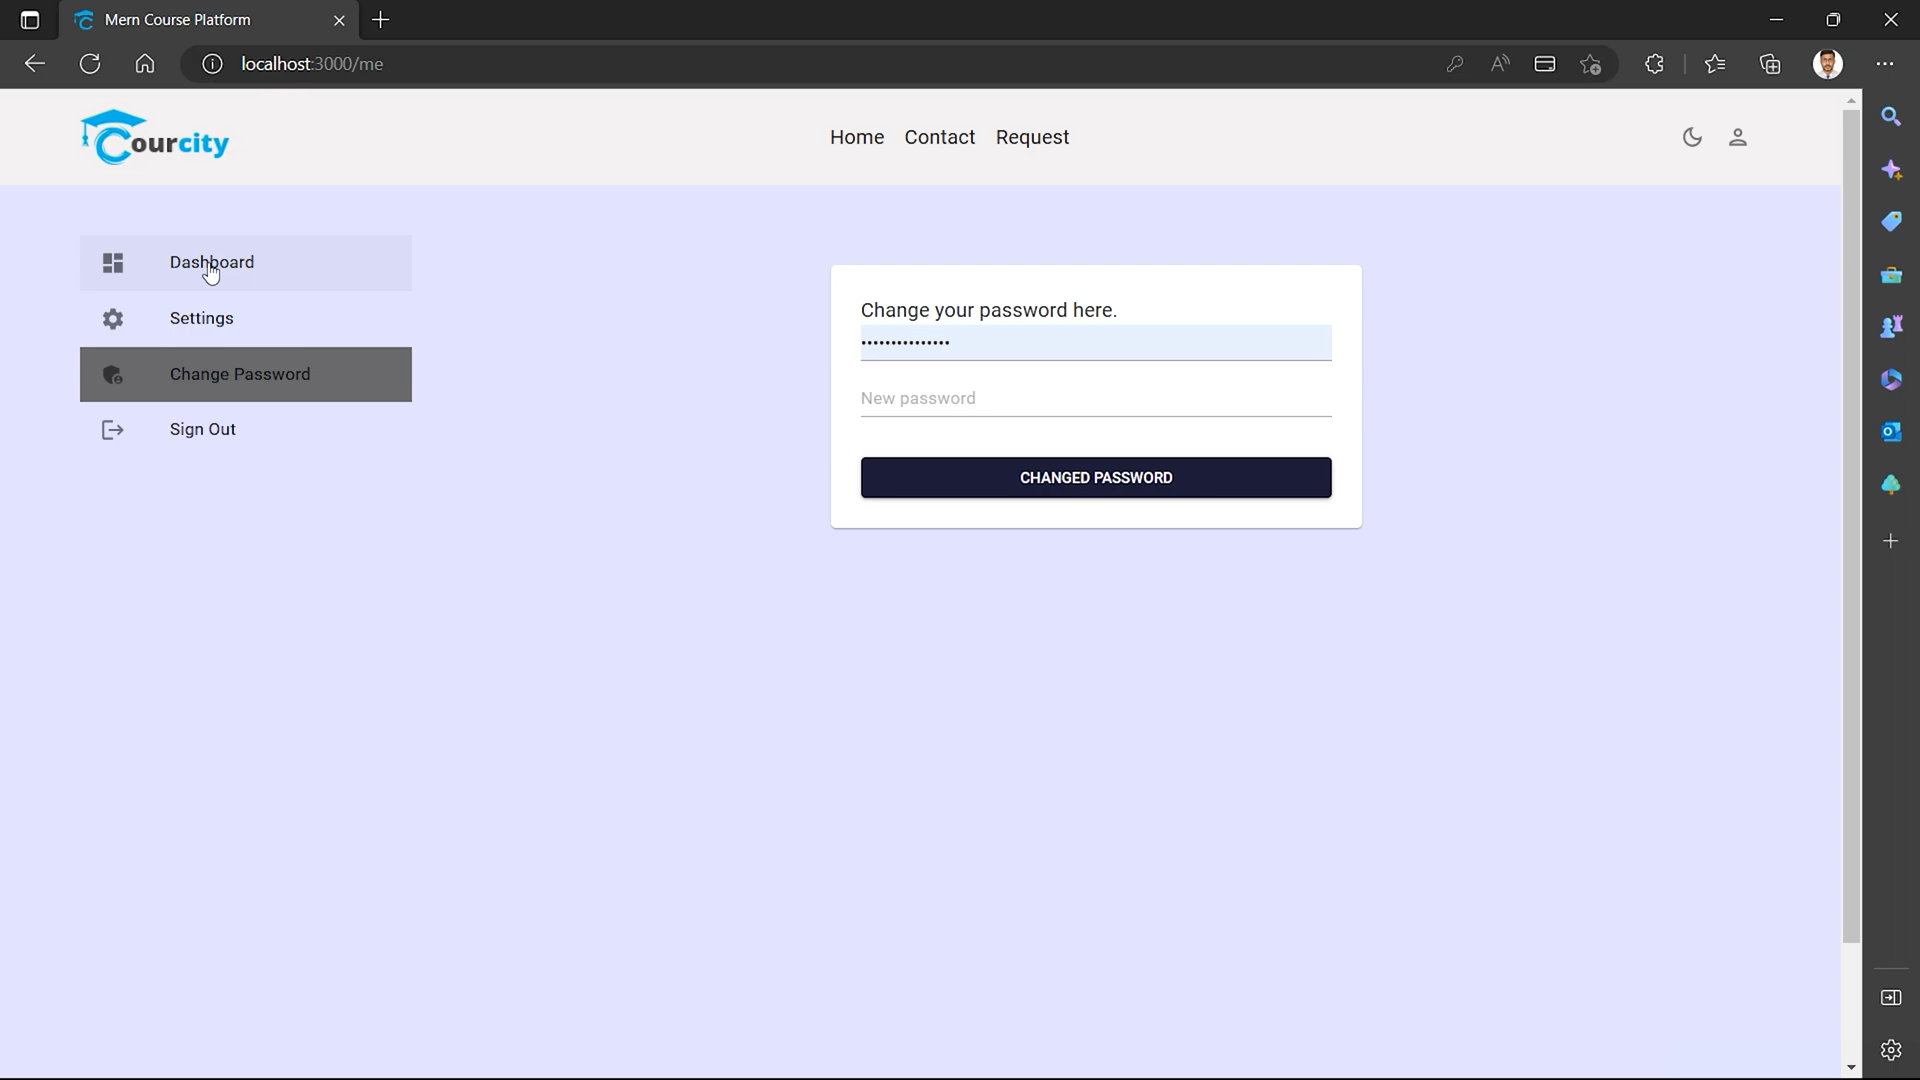 Mern Course Platform
localhost:3000/me
Courcity
Home Contact Request
Dashboard
Settings
Change Password
Sign Out
Change your password here.
•••••••••••••••
New password
CHANGED PASSWORD